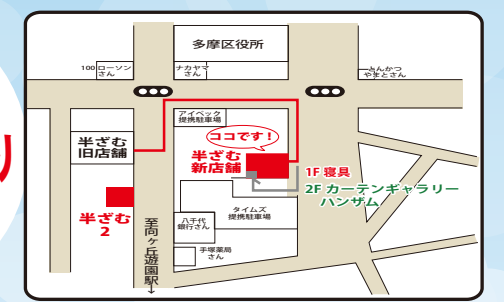 多摩区役所
100ローソン
さん
ナカヤマ
さん
とんかつ
やまとさん
アイペック
提携駐車場
ココです！
半ざむ
旧店舗
半ざむ
新店舗
1F 寝具
2F カーテンギャラリー
ハンザム
半ざむ
2
タイムズ
提携駐車場
八千代
銀行さん
至向ヶ丘遊園駅→
手塚薬局
さん
り